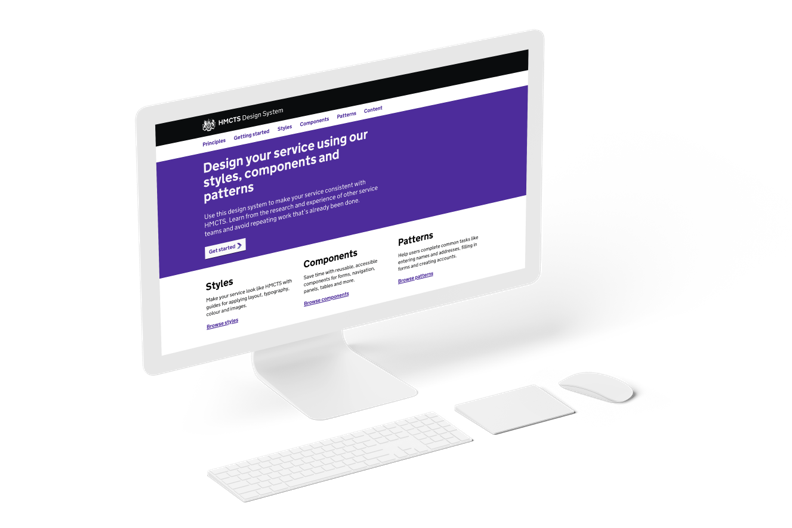 HMCTS Design System
Principles Getting started Styles Components Patterns Content
Design your service using our
styles, components and
patterns
Use this design system to make your service consistent with
HMCTS. Learn from the research and experience of other service
teams and avoid repeating work that's already been done.
Get started
Styles
Make your service look like HMCTS with
guides for applying layout, typography,
colour and images.
Browse styles
Components
Save time with reusable, accessible
components for forms, navigation,
panels, tables and more.
Browse components
Patterns
Help users complete common tasks like
entering names and addresses, filling in
forms and creating accounts.
Browse patterns